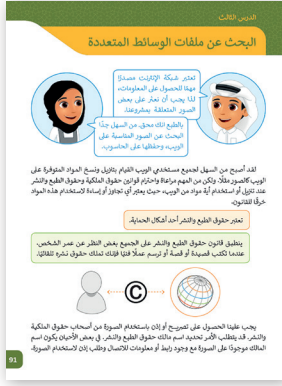 الدرس الثالث
البحث عن ملفات الوسائط المتعددة
تعتبر شبكة الإنترنت مصدرًا
مهمًا للحصول على المعلومات،
لذا يجب أن نعثر على بعض
الصور المتعلقة بمشروعنا.
بالطبع إنك محق. من السهل جدًا
البحث عن الصور المناسبة على
الويب، وحفظها على الحاسوب.
لقد أصبح من السهل لجميع مستخدمي الويب القيام بتنزيل ونسخ المواد المتوفرة على
الويب كالصور مثلًا، ولكن من المهم مراعاة واحترام قوانين حقوق الملكية وحقوق الطبع والنشر
عند تنزيل أو استخدام أية مواد من الويب، حيث يعتبر أي تجاوز أو إساءة لاستخدام هذه المواد
خرقًا للقانون.
تعتبر حقوق الطبع والنشر أحد أشكال الحماية.
ينطبق قانون حقوق الطبع والنشر على الجميع بغض النظر عن عمر الشخص،
عندما تكتب قصيدة أو قصة أو ترسم عملًا فنيًا فإنك تملك حقوق نشره تلقائيًا.
©
يجب علينا الحصول على تصريح أو إذن باستخدام الصورة من أصحاب حقوق الملكية
والنشر. قد يتطلب الأمر تحديد اسم مالك حقوق الطبع والنشر. في بعض الأحيان يكون اسم
المالك موجودًا على الصورة مع وجود رابط أو معلومات للاتصال وطلب إذن لاستخدام الصورة.
91